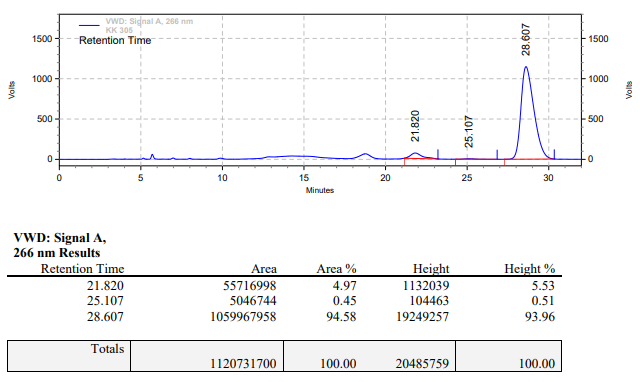 VWD: Signal A, 266 nm
KK 305
Retention Time
1500
1000
500
0
Volts
21.820
25.107
28.607
1500
1000
500
0
Volts
0 5 10 15 20 25 30
Minutes
VWD: Signal A,
266 nm Results
Retention Time Area Area % Height Height %
21.820 55716998 4.97 1132039 5.53
25.107 5046744 0.45 104463 0.51
28.607 1059967958 94.58 19249257 93.96
Totals
1120731700 100.00 20485759 100.00